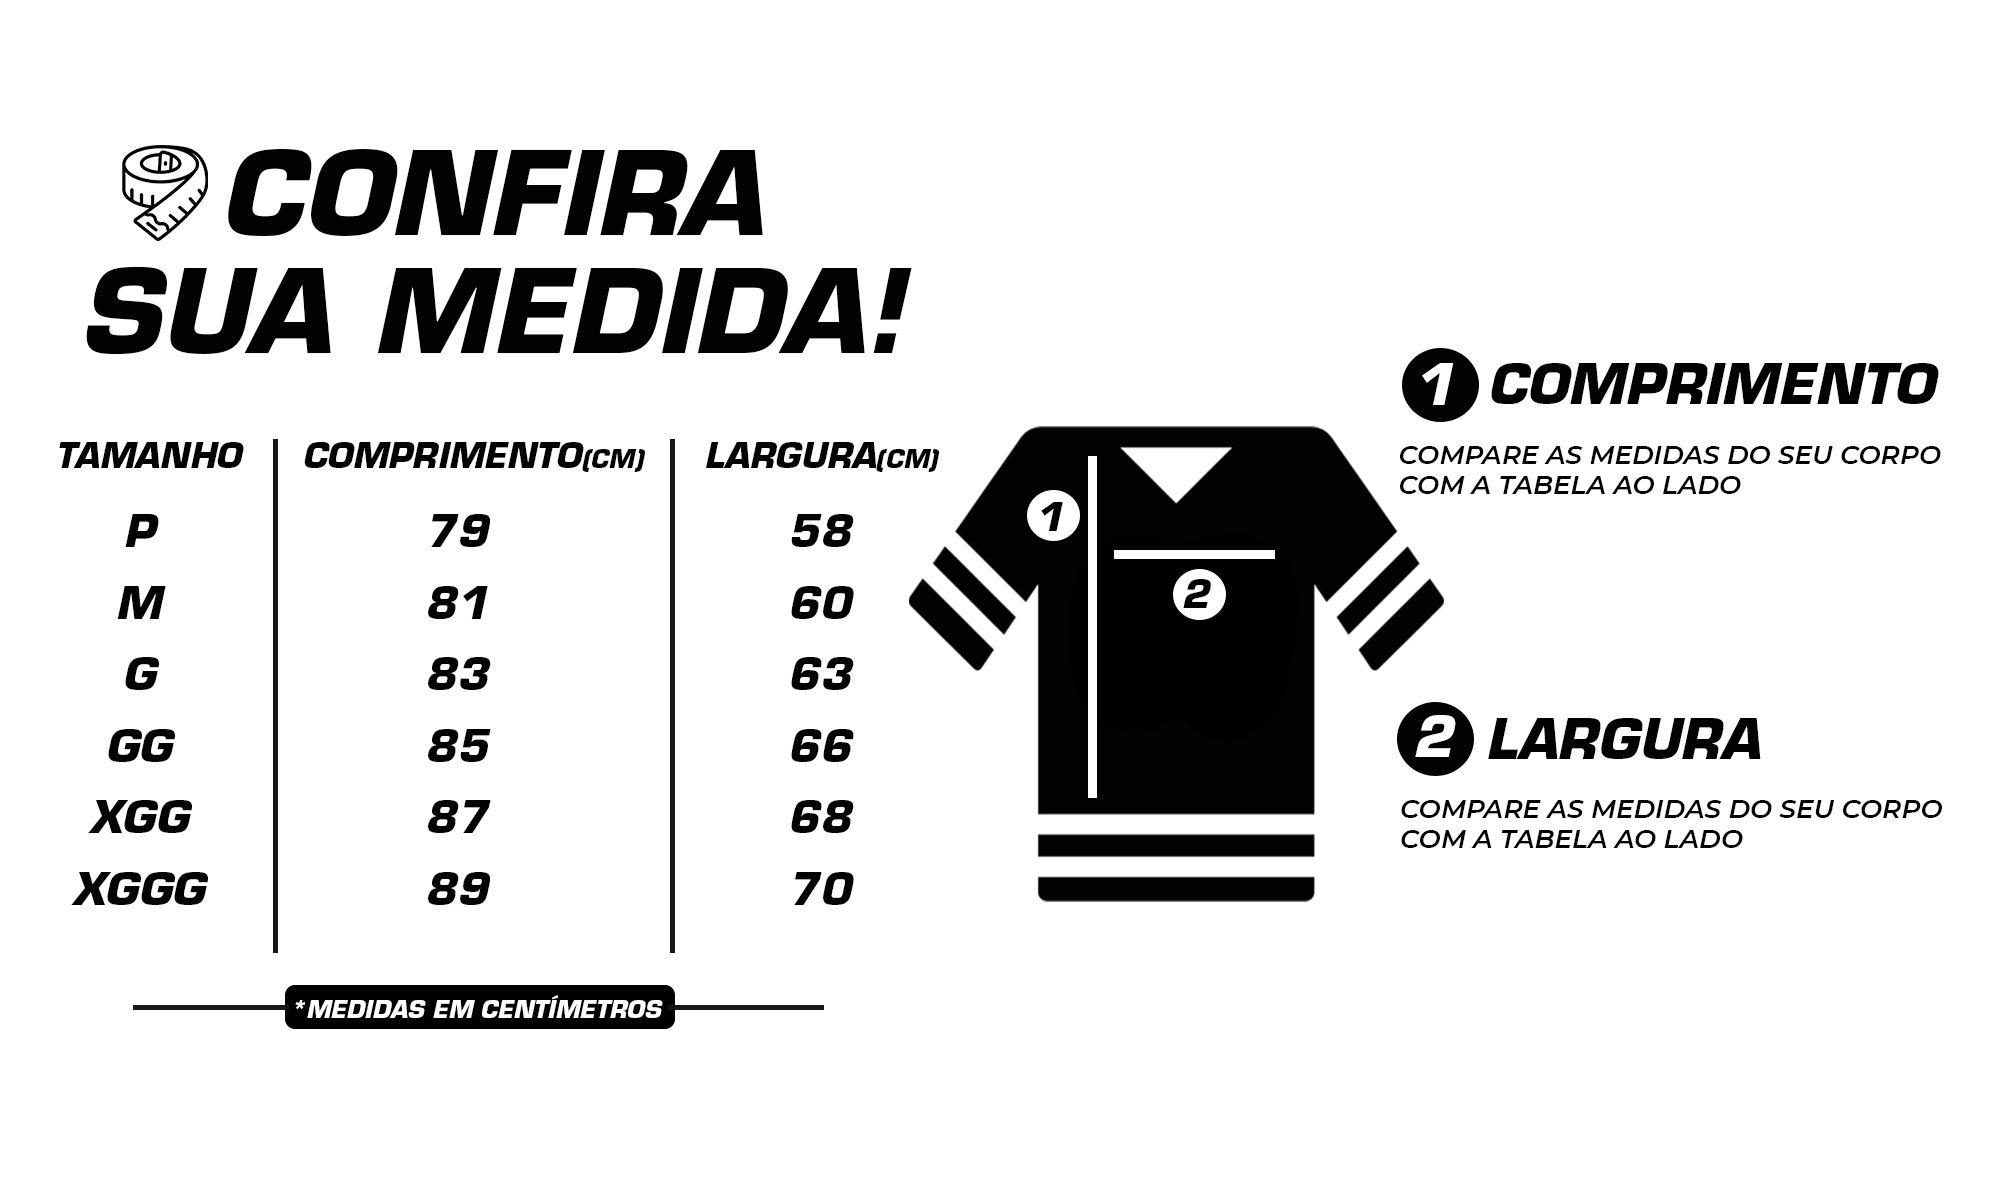 CONFIRA
SUA MEDIDA!
TAMANHO COMPRIMENTO(CM) LARGURA(CM)
P 79 58
M 81 60
G 83 63
GG 85 66
XGG 87 68
XGGG 89 70
*MEDIDAS EM CENTÍMETROS
1
2
1 COMPRIMENTO
COMPARE AS MEDIDAS DO SEU CORPO
COM A TABELA AO LADO
2 LARGURA
COMPARE AS MEDIDAS DO SEU CORPO
COM A TABELA AO LADO